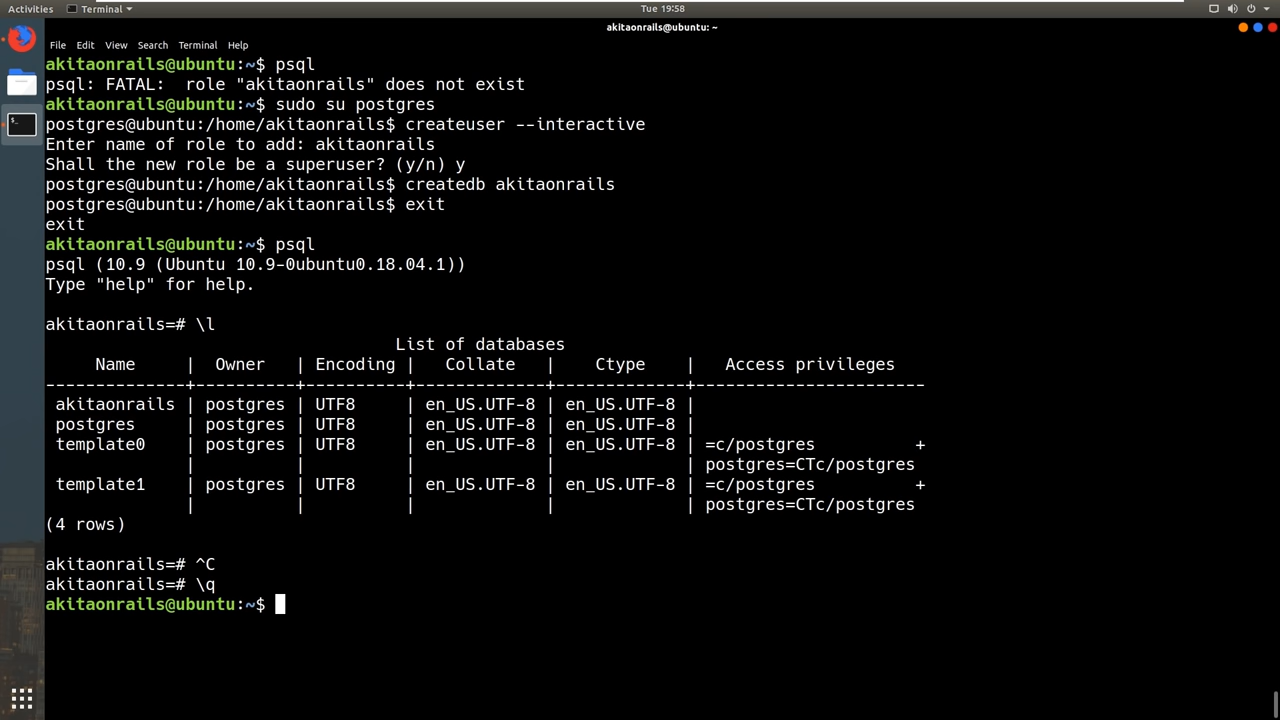 Activities Terminal Tue 19:58
akitaonrails@ubuntu: ~
File Edit View Search Terminal Help
akitaonrails@ubuntu:~$ psql
psql: FATAL:  role "akitaonrails" does not exist
akitaonrails@ubuntu:~$ sudo su postgres
postgres@ubuntu:/home/akitaonrails$ createuser --interactive
Enter name of role to add: akitaonrails
Shall the new role be a superuser? (y/n) y
postgres@ubuntu:/home/akitaonrails$ createdb akitaonrails
postgres@ubuntu:/home/akitaonrails$ exit
exit
akitaonrails@ubuntu:~$ psql
psql (10.9 (Ubuntu 10.9-0ubuntu0.18.04.1))
Type "help" for help.
akitaonrails=# \l
                                   List of databases
     Name     |  Owner   | Encoding |   Collate   |    Ctype    |   Access privileges
--------------+----------+----------+-------------+-------------+-----------------------
 akitaonrails | postgres | UTF8     | en_US.UTF-8 | en_US.UTF-8 |
 postgres     | postgres | UTF8     | en_US.UTF-8 | en_US.UTF-8 |
 template0    | postgres | UTF8     | en_US.UTF-8 | en_US.UTF-8 | =c/postgres          +
              |          |          |             |             | postgres=CTc/postgres
 template1    | postgres | UTF8     | en_US.UTF-8 | en_US.UTF-8 | =c/postgres          +
              |          |          |             |             | postgres=CTc/postgres
(4 rows)
akitaonrails=# ^C
akitaonrails=# \q
akitaonrails@ubuntu:~$